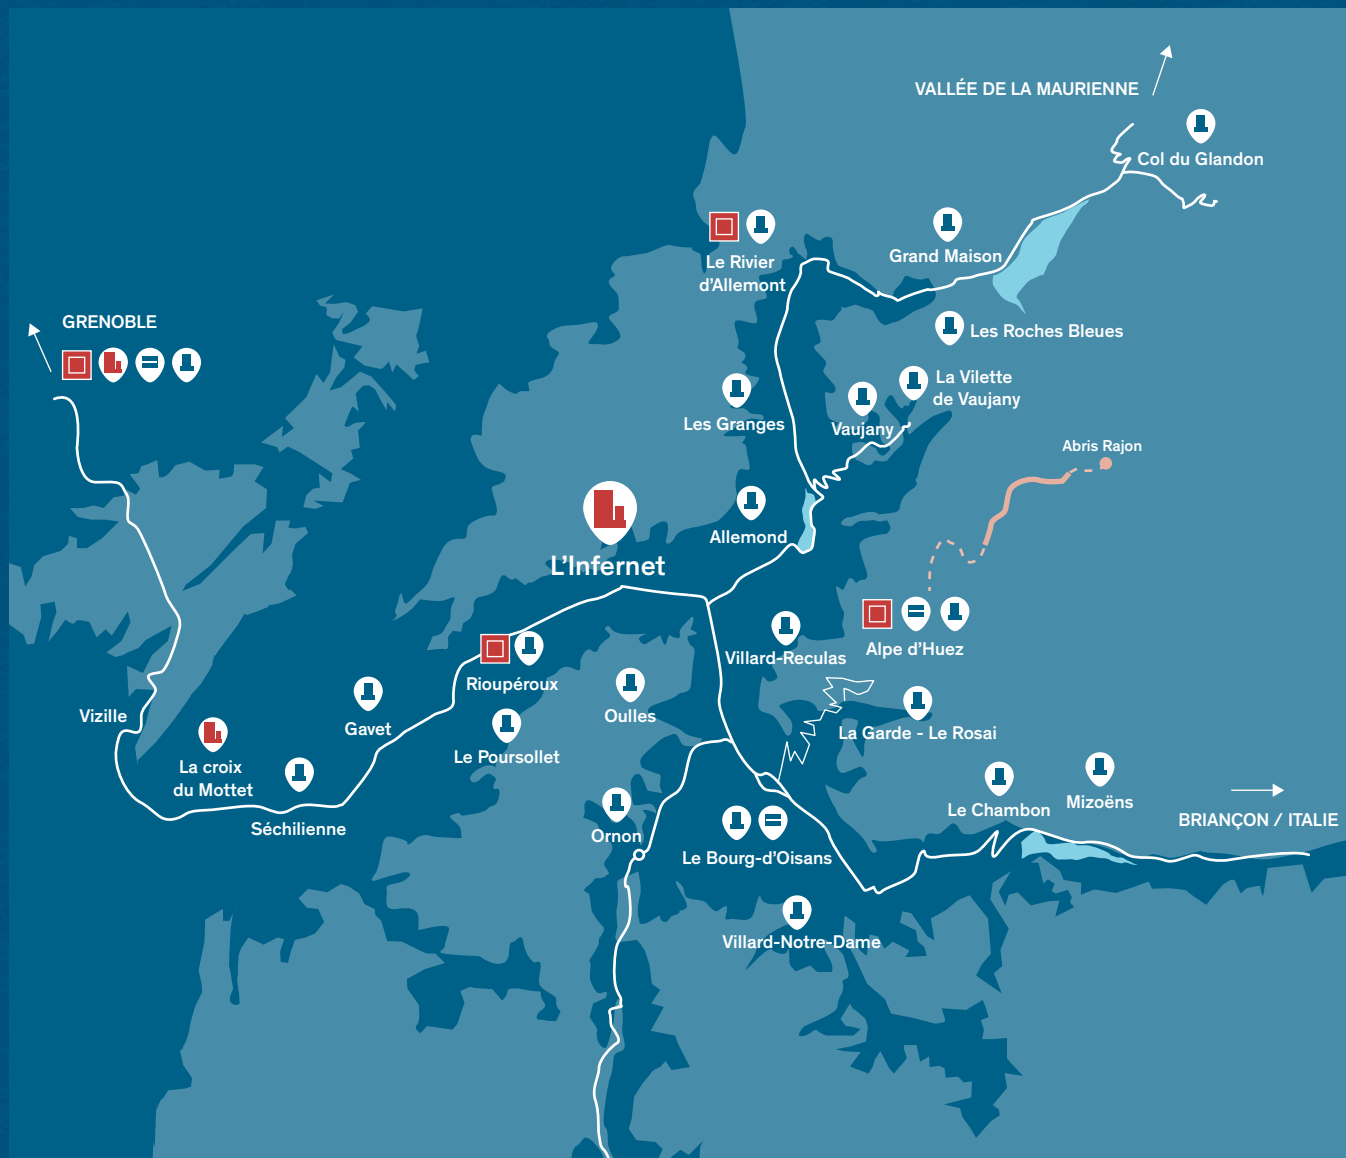 VALLÉE DE LA MAURIENNE
Col du Glandon
Grand Maison
Le Rivier
d’Allemont
GRENOBLE
Les Roches Bleues
La Vilette
de Vaujany
Les Granges
Vaujany
Abris Rajon
Allemond
L’Infernet
Villard-Reculas
Alpe d’Huez
Rioupéroux
Oulles
Vizille
Gavet
La Garde - Le Rosai
Le Poursollet
La croix
du Mottet
Le Chambon
Mizoëns
BRIANÇON / ITALIE
Séchilienne
Ornon
Le Bourg-d’Oisans
Villard-Notre-Dame